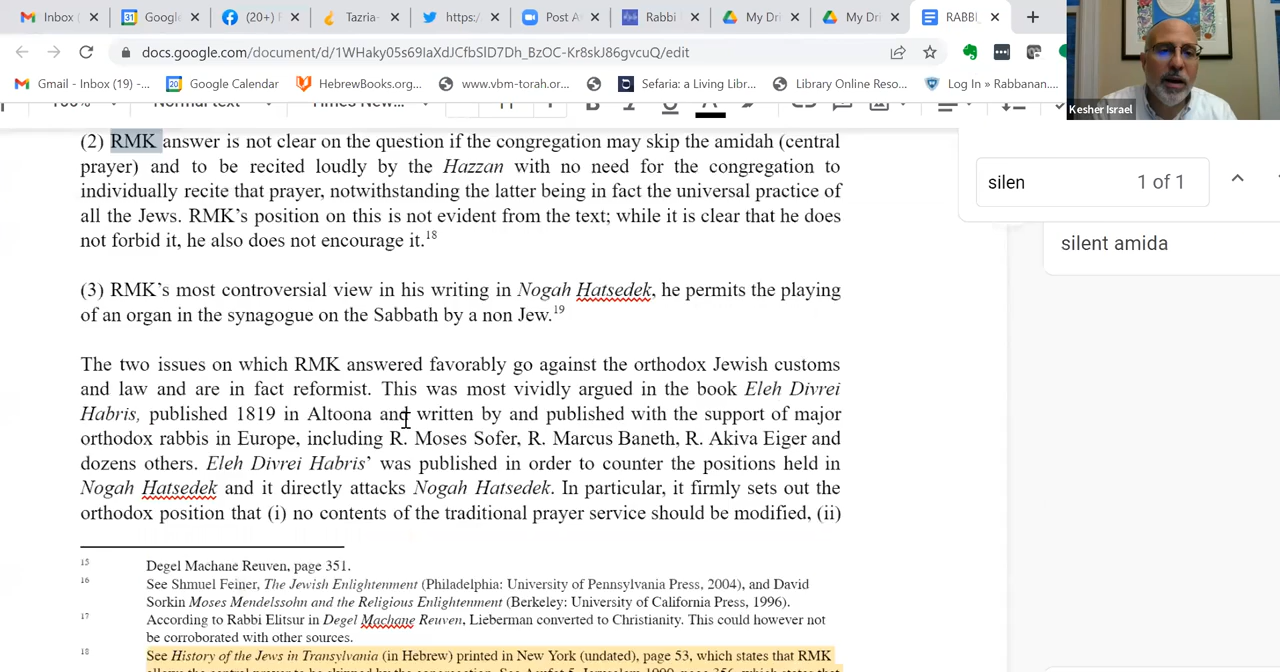 Inbox (
Google
(20+) F
Tazria-
https:/
Post A
Rabbi
My Dri
My Dri
RABBI_
docs.google.com/document/d/1WHaky05s69IaXdJCfbSID7Dh_BzOC-Kr8skJ86gvcuQ/edit
Gmail - Inbox (19) -...
Google Calendar
HebrewBooks.org...
www.vbm-torah.org...
Sefaria: a Living Libr...
Library Online Reso...
Log In » Rabbanan....
Kesher Israel
(2) RMK answer is not clear on the question if the congregation may skip the amidah (central
prayer) and to be recited loudly by the Hazzan with no need for the congregation to
individually recite that prayer, notwithstanding the latter being in fact the universal practice of
all the Jews. RMK's position on this is not evident from the text; while it is clear that he does
not forbid it, he also does not encourage it.18
silen
1 of 1
silent amida
(3) RMK's most controversial view in his writing in Nogah Hatsedek, he permits the playing
of an organ in the synagogue on the Sabbath by a non Jew.19
The two issues on which RMK answered favorably go against the orthodox Jewish customs
and law and are in fact reformist. This was most vividly argued in the book Eleh Divrei
Habris, published 1819 in Altoona and written by and published with the support of major
orthodox rabbis in Europe, including R. Moses Sofer, R. Marcus Baneth, R. Akiva Eiger and
dozens others. Eleh Divrei Habris' was published in order to counter the positions held in
Nogah Hatsedek and it directly attacks Nogah Hatsedek. In particular, it firmly sets out the
orthodox position that (i) no contents of the traditional prayer service should be modified, (ii)
15 Degel Machane Reuven, page 351.
16 See Shmuel Feiner, The Jewish Enlightenment (Philadelphia: University of Pennsylvania Press, 2004), and David
Sorkin Moses Mendelssohn and the Religious Enlightenment (Berkeley: University of California Press, 1996).
17 According to Rabbi Elitsur in Degel Machane Reuven, Lieberman converted to Christianity. This could however not
be corroborated with other sources.
18 See History of the Jews in Transylvania (in Hebrew) printed in New York (undated), page 53, which states that RMK